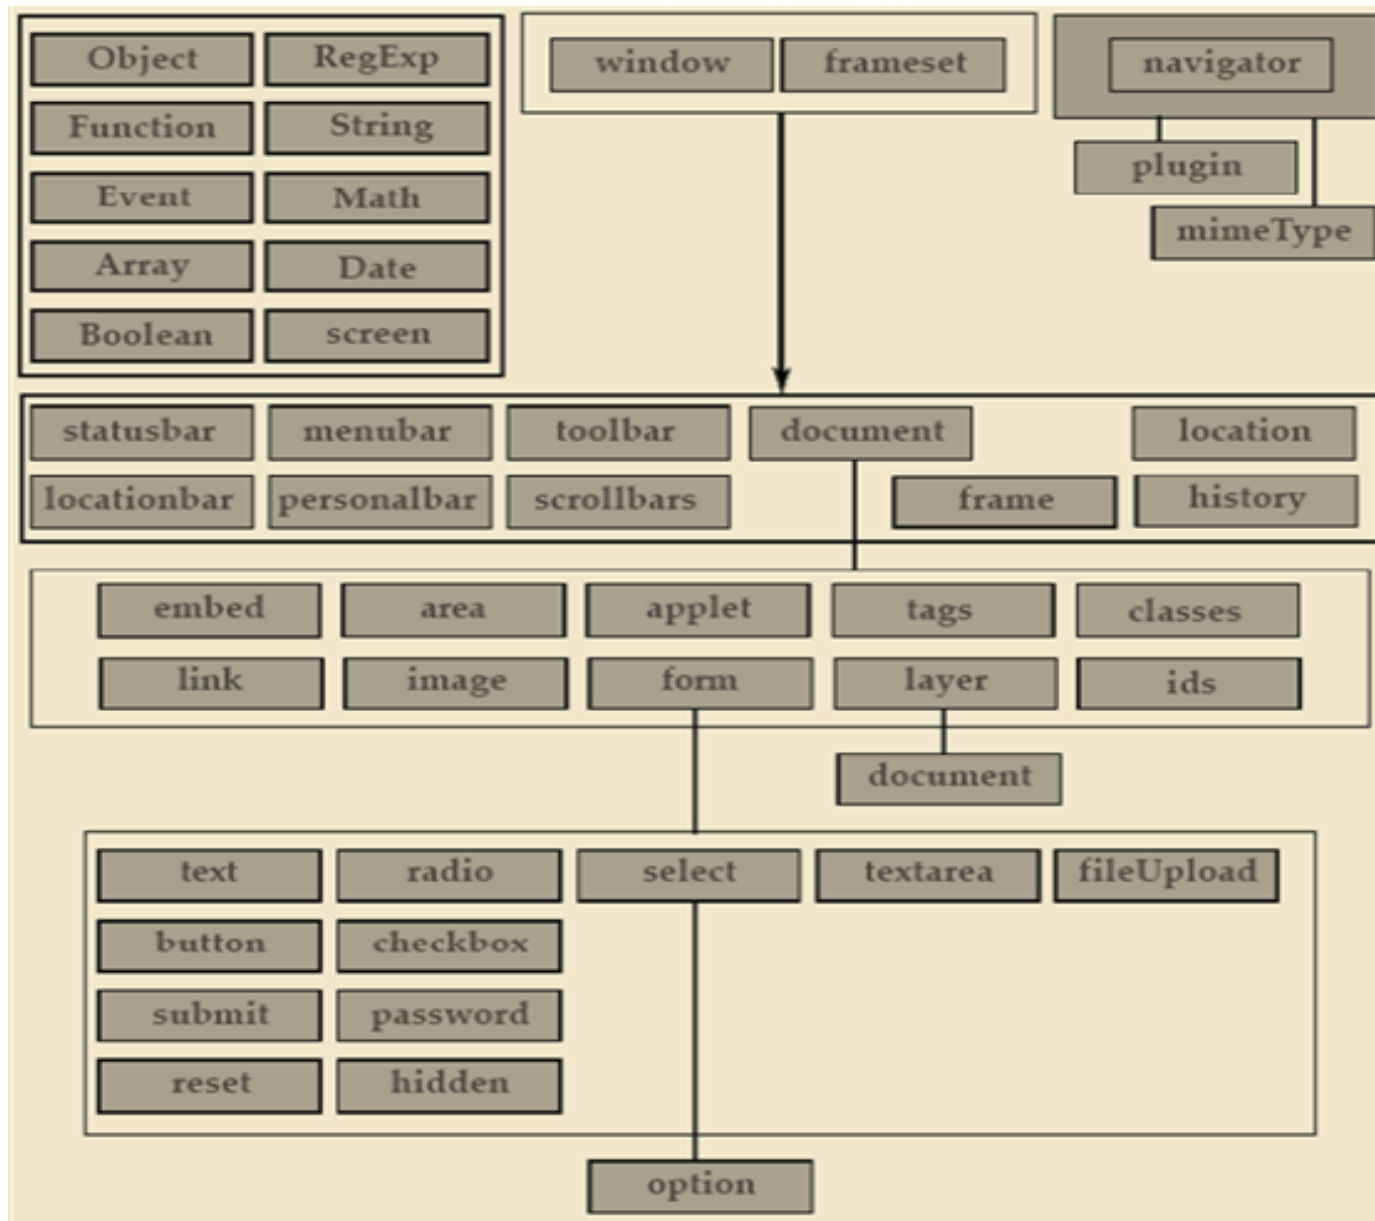 Object RegExp
Function String
Event Math
Array Date
Boolean screen
window frameset
navigator
plugin
mimeType
statusbar menubar toolbar document location
locationbar personalbar scrollbars frame history
embed area applet tags classes
link image form layer ids
document
text radio select textarea fileUpload
button checkbox
submit password
reset hidden
option